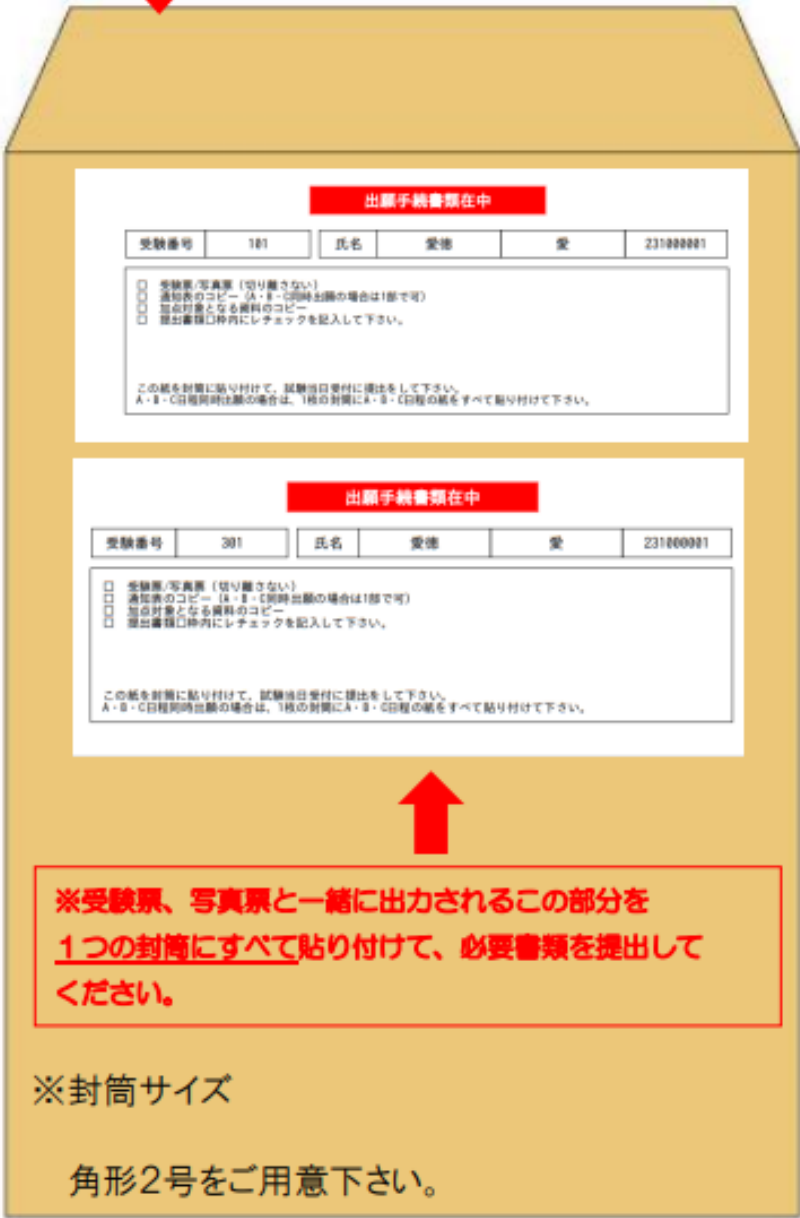 出願手続書類在中
受験番号 101 氏名 愛徳 愛 231000001
□ 受験票/写真票（切り離さない）
□ 通知表のコピー（A・B・C同時出願の場合は1部で可）
□ 加点対象となる資料のコピー
□ 提出書類□枠内にレチェックを記入して下さい。
この紙を封筒に貼り付けて、試験当日受付に提出をして下さい。
A・B・C日程同時出願の場合は、1枚の封筒にA・B・C日程の紙をすべて貼り付けて下さい。
出願手続書類在中
受験番号 301 氏名 愛徳 愛 231000001
□ 受験票/写真票（切り離さない）
□ 通知表のコピー（A・B・C同時出願の場合は1部で可）
□ 加点対象となる資料のコピー
□ 提出書類□枠内にレチェックを記入して下さい。
この紙を封筒に貼り付けて、試験当日受付に提出をして下さい。
A・B・C日程同時出願の場合は、1枚の封筒にA・B・C日程の紙をすべて貼り付けて下さい。
※受験票、写真票と一緒に出力されるこの部分を
１つの封筒にすべて貼り付けて、必要書類を提出して
ください。
※封筒サイズ
角形２号をご用意下さい。